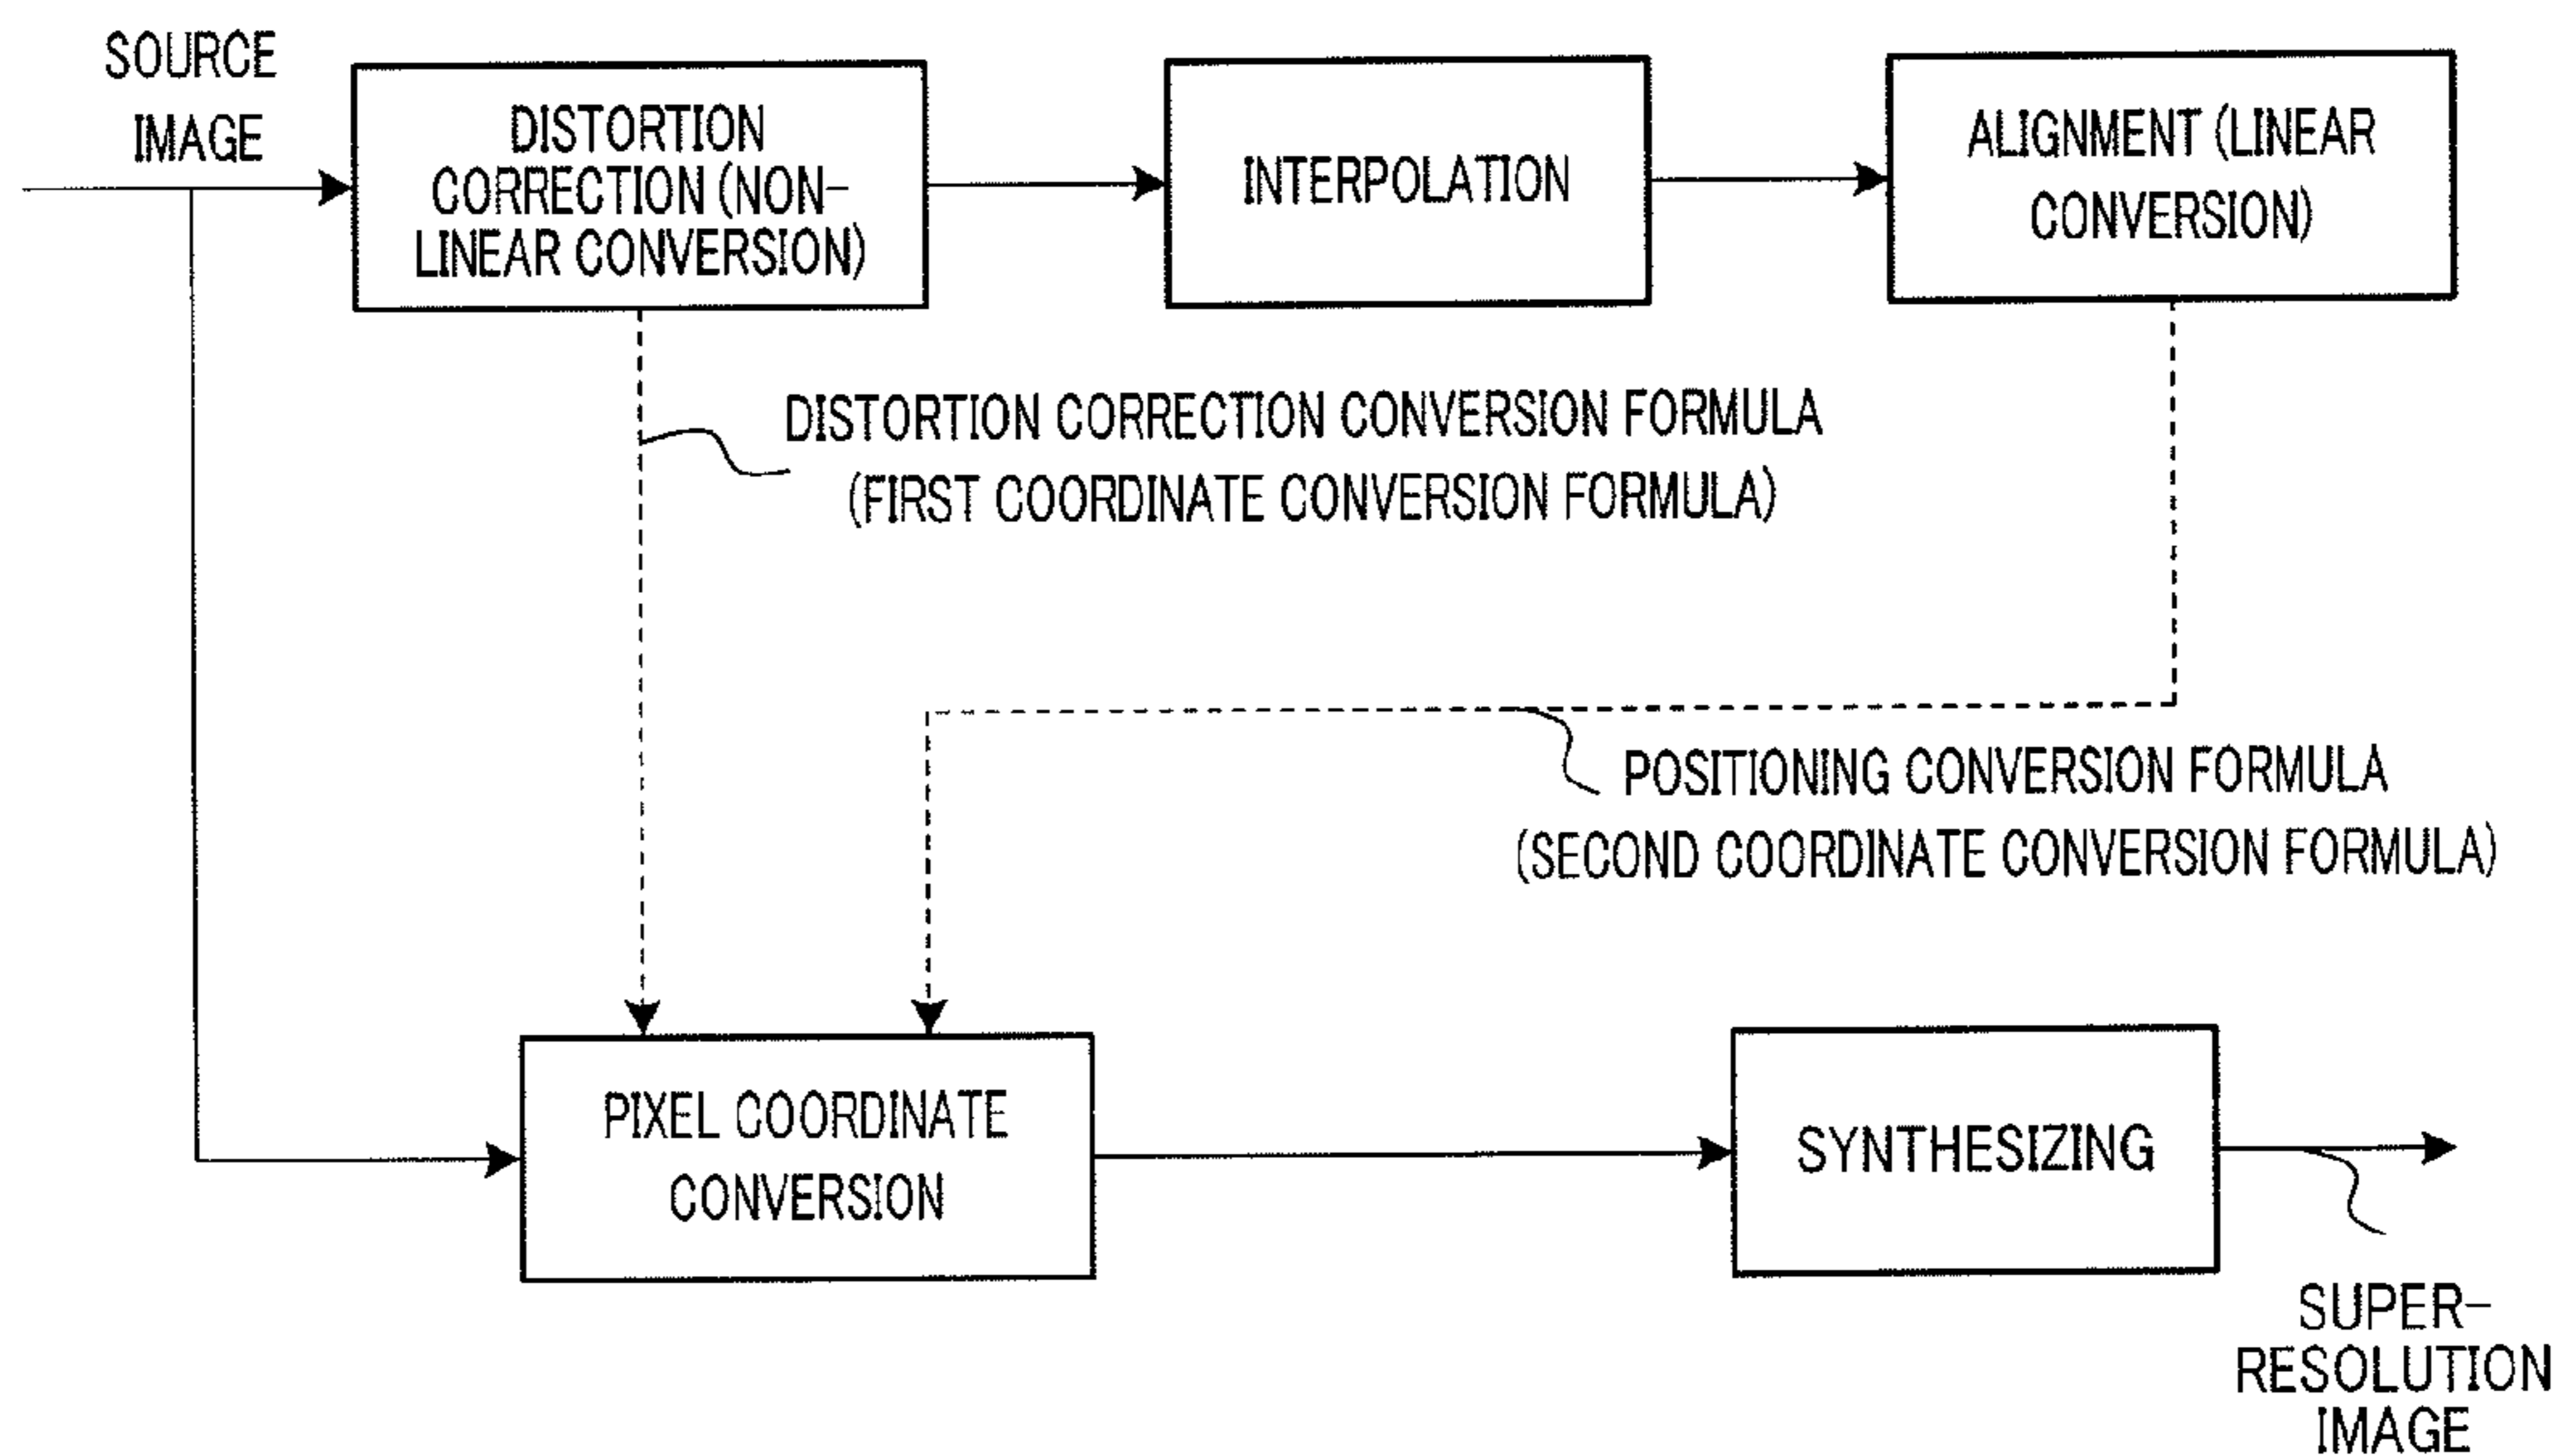 SOURCE
IMAGE
DISTORTION
CORRECTION (NON-
LINEAR CONVERSION)
INTERPOLATION
ALIGNMENT (LINEAR
CONVERSION)
DISTORTION CORRECTION CONVERSION FORMULA
(FIRST COORDINATE CONVERSION FORMULA)
POSITIONING CONVERSION FORMULA
(SECOND COORDINATE CONVERSION FORMULA)
PIXEL COORDINATE
CONVERSION
SYNTHESIZING
SUPER-
RESOLUTION
IMAGE